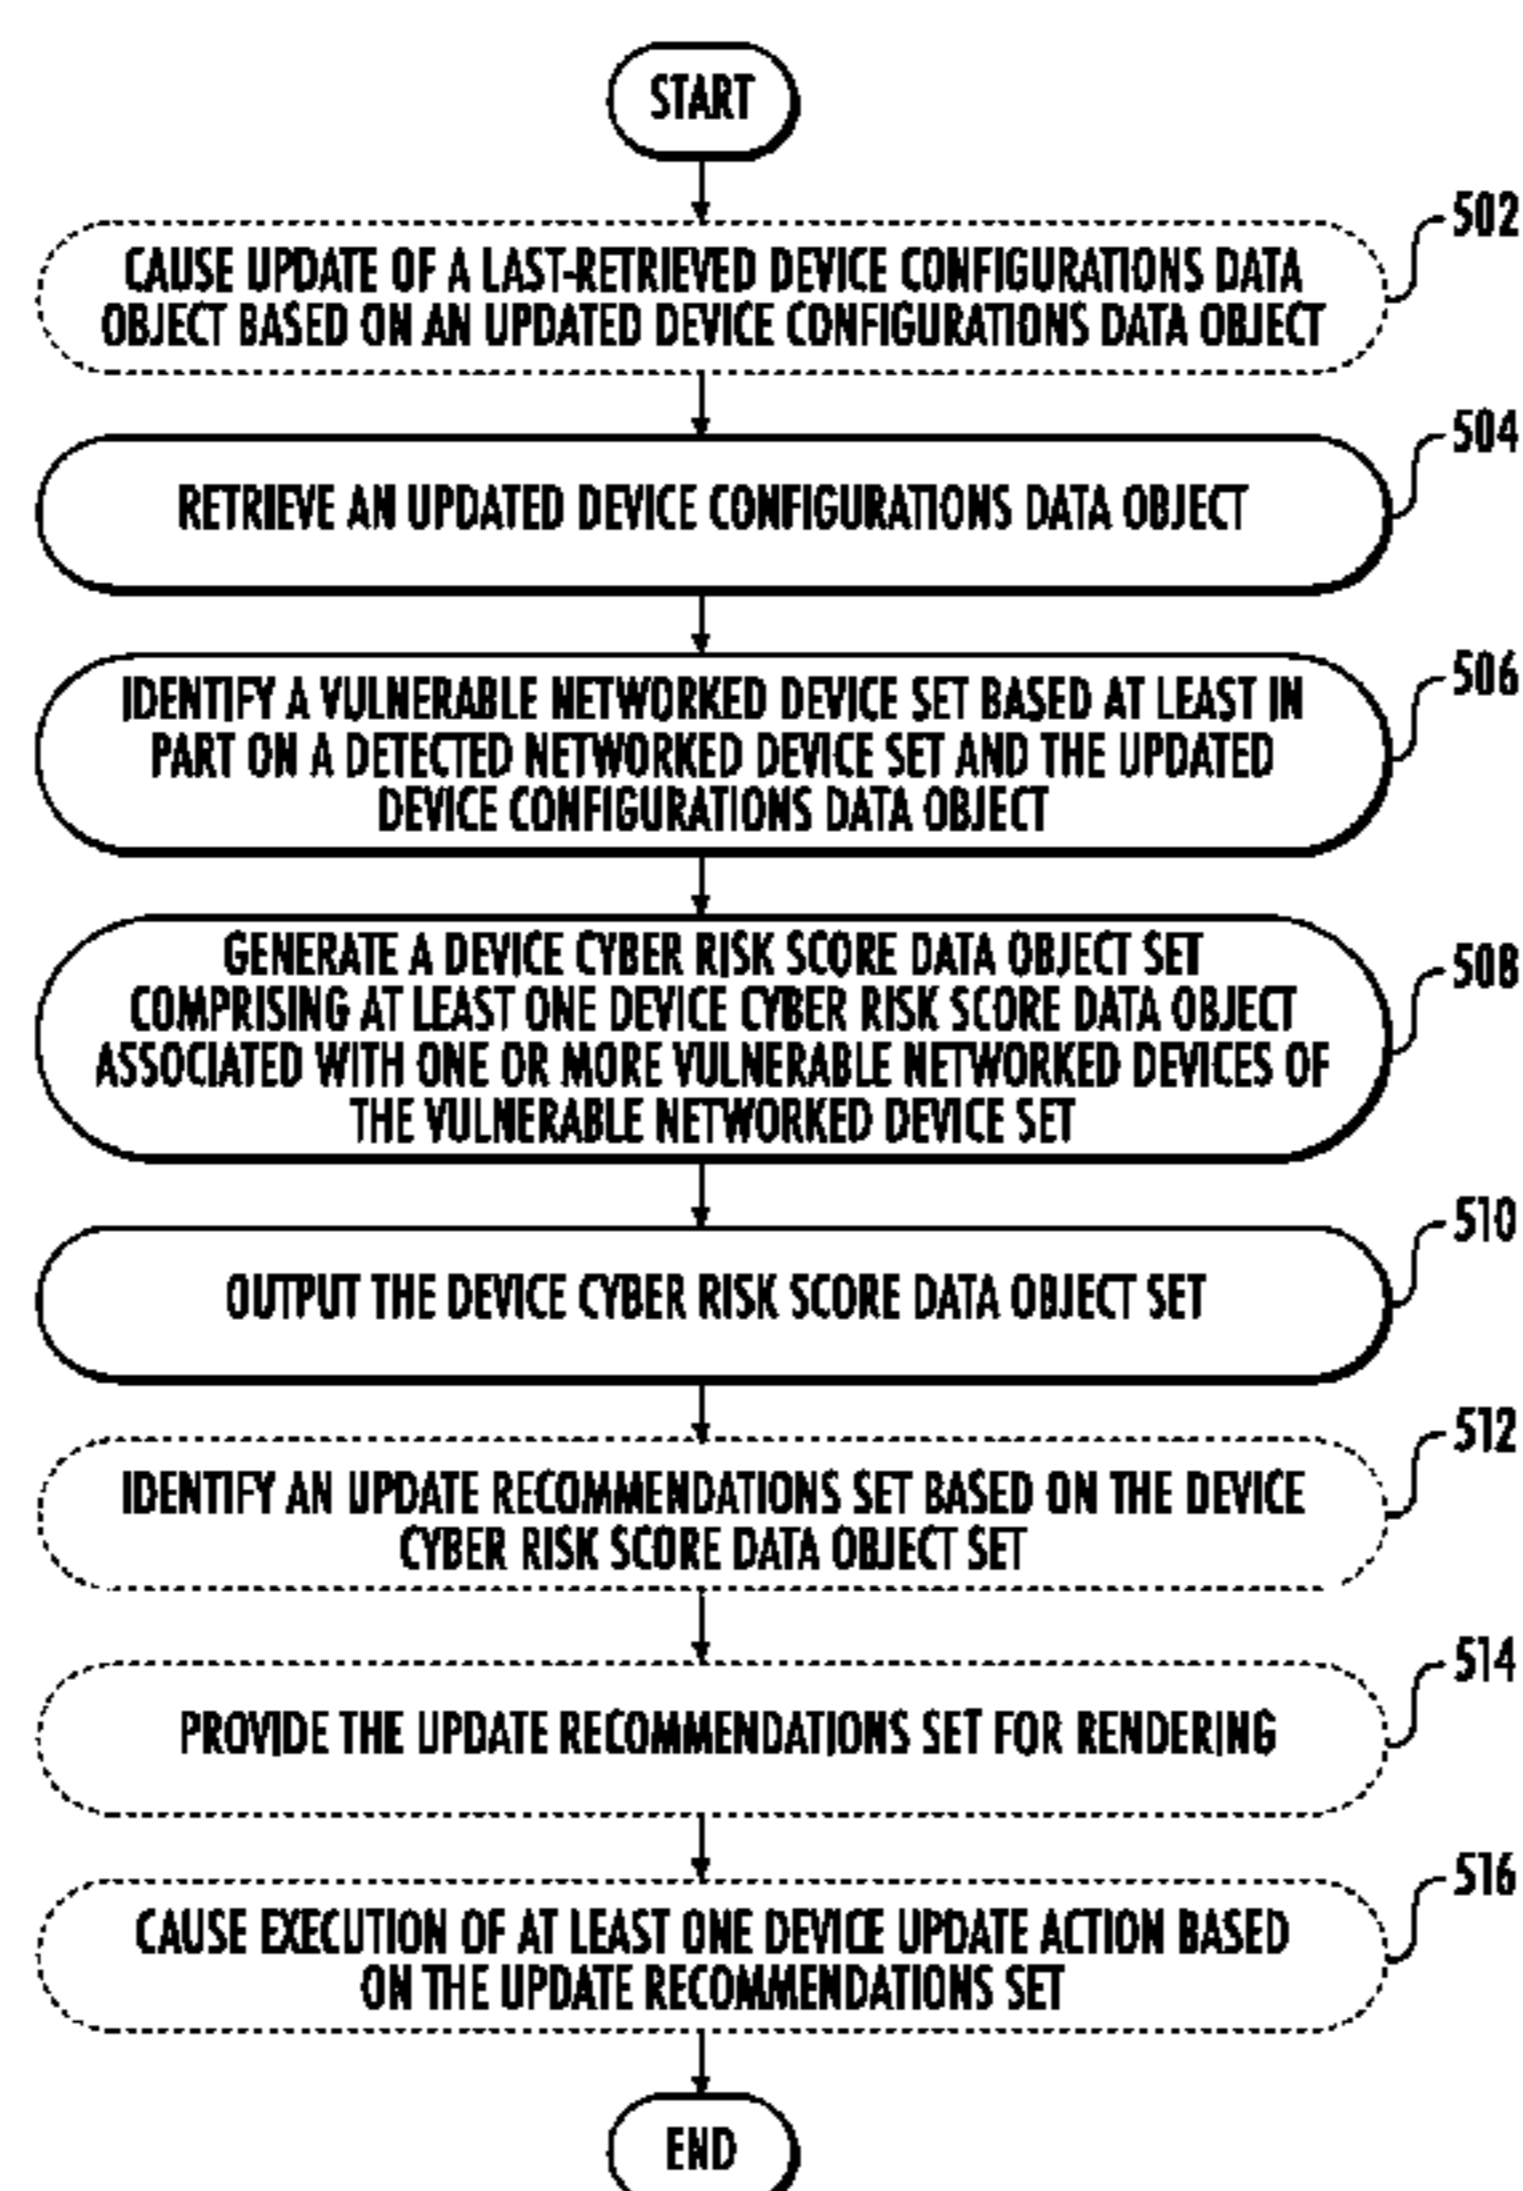 START
502
CAUSE UPDATE OF A LAST-RETRIEVED DEVICE CONFIGURATIONS DATA
OBJECT BASED ON AN UPDATED DEVICE CONFIGURATIONS DATA OBJECT
504
RETRIEVE AN UPDATED DEVICE CONFIGURATIONS DATA OBJECT
506
IDENTIFY A VULNERABLE NETWORKED DEVICE SET BASED AT LEAST IN
PART ON A DETECTED NETWORKED DEVICE SET AND THE UPDATED
DEVICE CONFIGURATIONS DATA OBJECT
508
GENERATE A DEVICE CYBER RISK SCORE DATA OBJECT SET
COMPRISING AT LEAST ONE DEVICE CYBER RISK SCORE DATA OBJECT
ASSOCIATED WITH ONE OR MORE VULNERABLE NETWORKED DEVICES OF
THE VULNERABLE NETWORKED DEVICE SET
510
OUTPUT THE DEVICE CYBER RISK SCORE DATA OBJECT SET
512
IDENTIFY AN UPDATE RECOMMENDATIONS SET BASED ON THE DEVICE
CYBER RISK SCORE DATA OBJECT SET
514
PROVIDE THE UPDATE RECOMMENDATIONS SET FOR RENDERING
516
CAUSE EXECUTION OF AT LEAST ONE DEVICE UPDATE ACTION BASED
ON THE UPDATE RECOMMENDATIONS SET
END